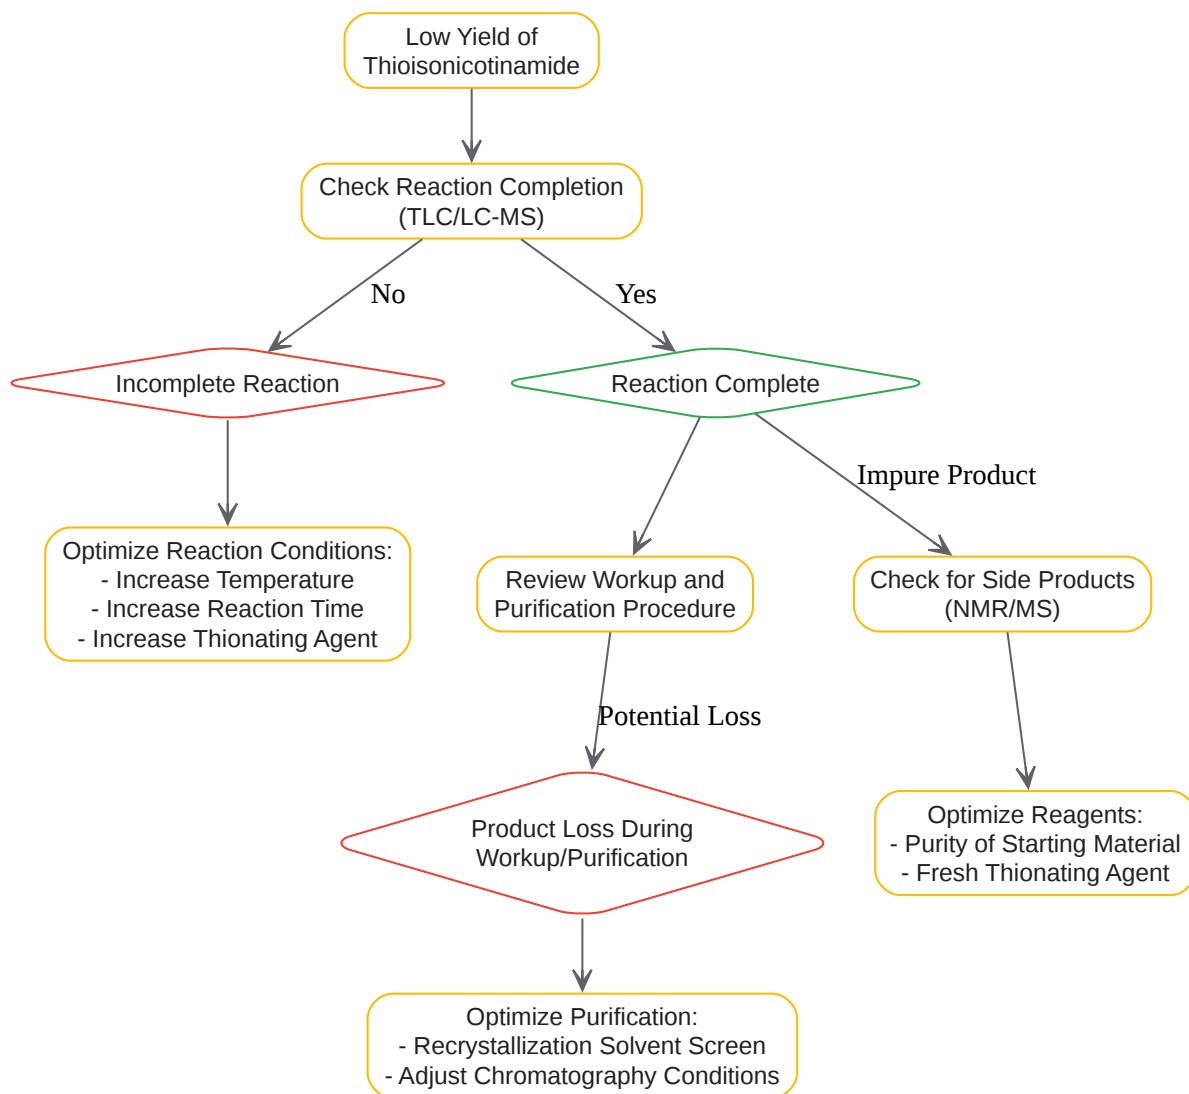 Low Yield of
Thioisonicotinamide
Check Reaction Completion
(TLC/LC-MS)
No
Yes
Incomplete Reaction
Reaction Complete
Impure Product
Optimize Reaction Conditions:
- Increase Temperature
- Increase Reaction Time
- Increase Thionating Agent
Review Workup and
Purification Procedure
Check for Side Products
(NMR/MS)
Potential Loss
Product Loss During
Workup/Purification
Optimize Reagents:
- Purity of Starting Material
- Fresh Thionating Agent
Optimize Purification:
- Recrystallization Solvent Screen
- Adjust Chromatography Conditions